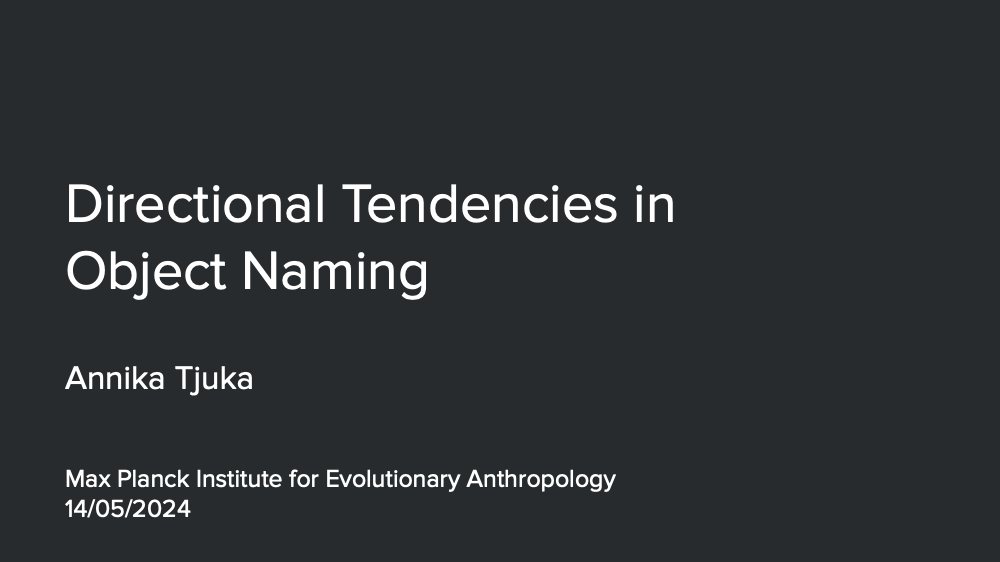 Directional Tendencies in
Object Naming
Annika Tjuka
Max Planck Institute for Evolutionary Anthropology
14/05/2024